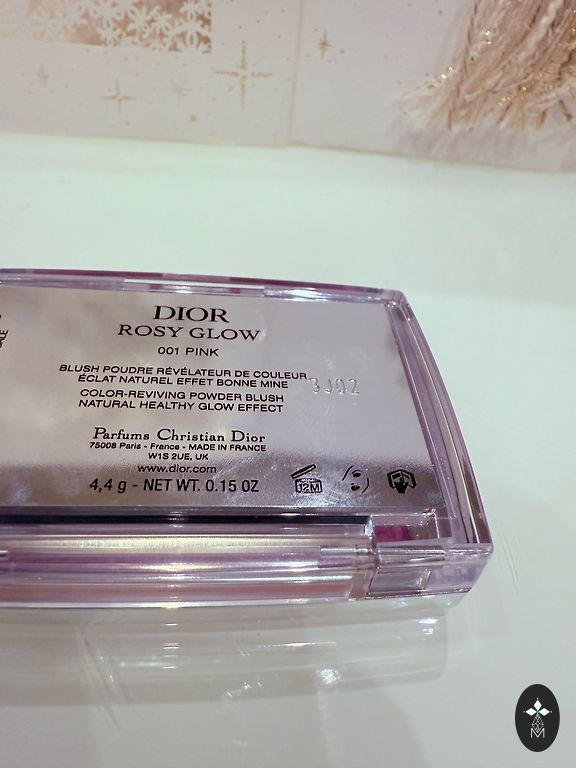 DIOR
ROSY GLOW
001 PINK
BLUSH POUDRE RÉVÉLATEUR DE COULEUR
ÉCLAT NATUREL EFFET BONNE MINE
3J02
COLOR-REVIVING POWDER BLUSH
NATURAL HEALTHY GLOW EFFECT
Parfums Christian Dior
75008 Paris - France - MADE IN FRANCE
W1S 2UE, UK
www.dior.com
12M
4,4 g - NET WT. 0.15 OZ
M